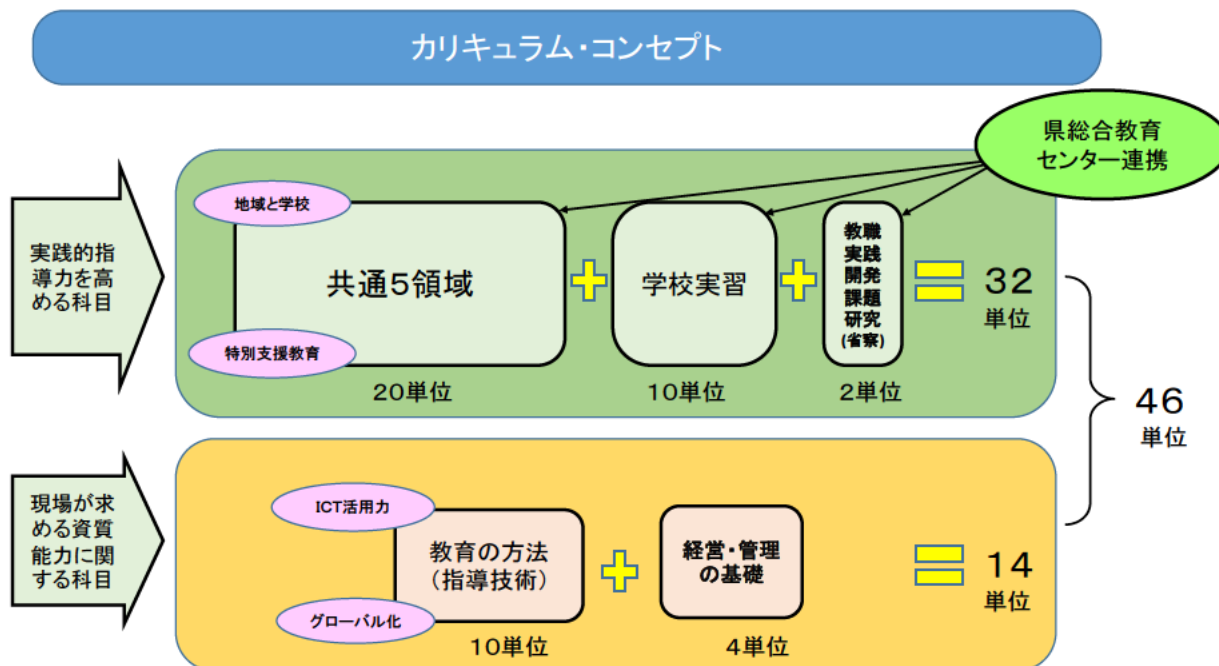 カリキュラム・コンセプト
県総合教育
センター連携
実践的指
導力を高
める科目
地域と学校
共通5領域
特別支援教育
20単位
学校実習
10単位
教職
実践
開発
課題
研究
(省察)
2単位
32
単位
46
単位
現場が求
める資質
能力に関
する科目
ICT活用力
教育の方法
(指導技術)
グローバル化
10単位
経営・管理
の基礎
4単位
14
単位